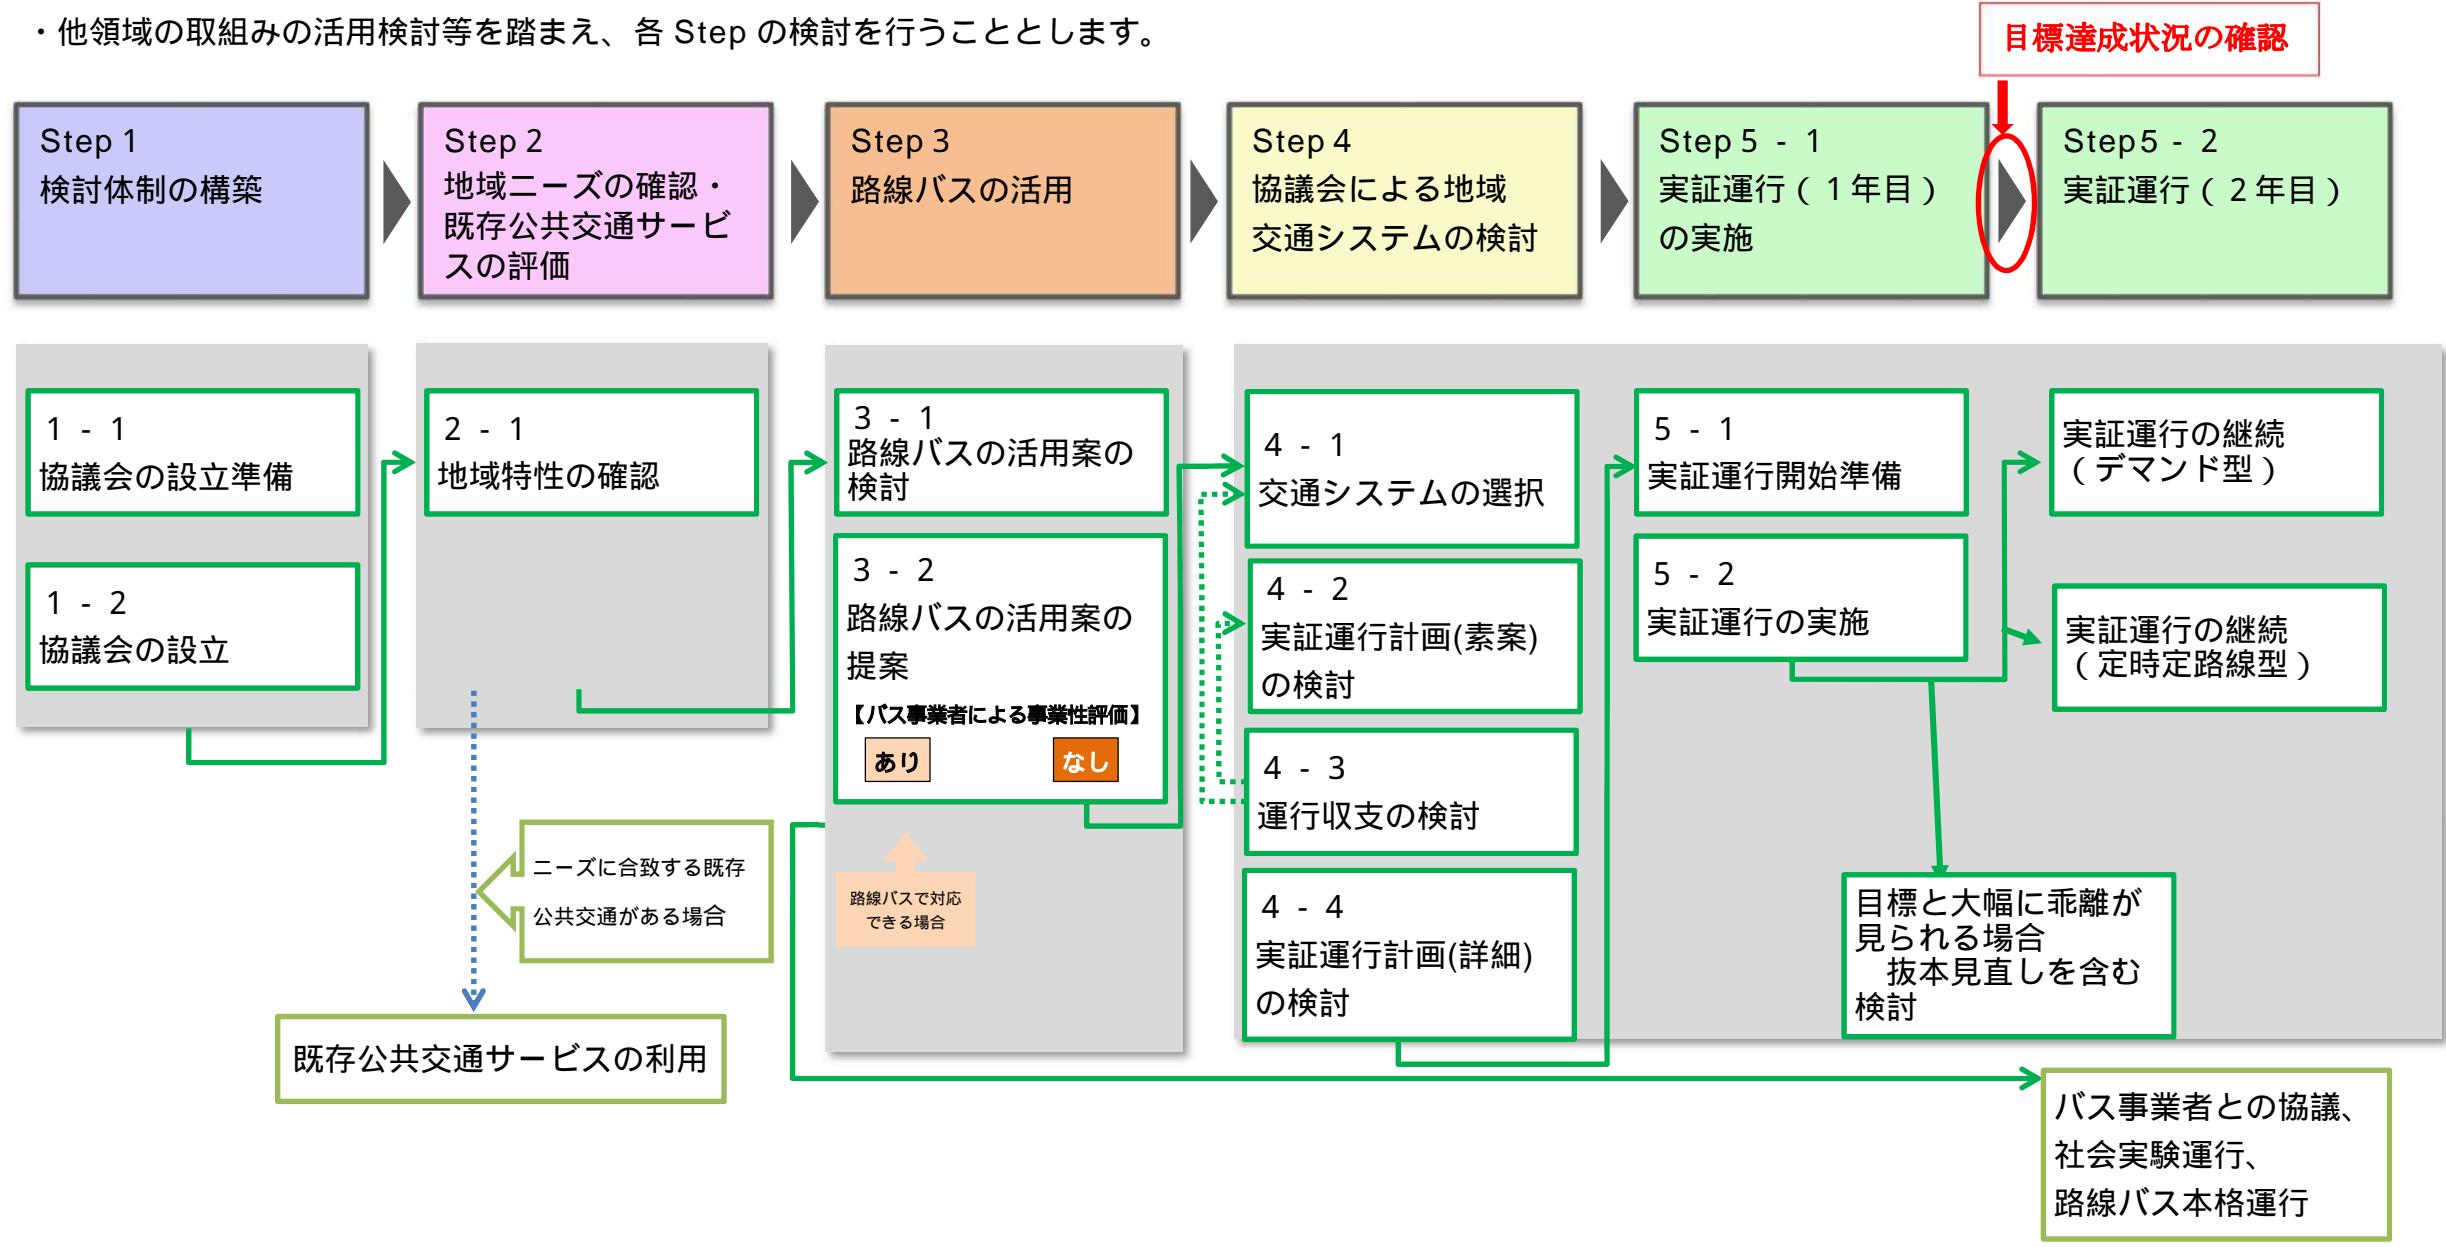 ・他領域の取組みの活用検討等を踏まえ、各 Step の検討を行うこととします。
目標達成状況の確認
Step 1
検討体制の構築
Step 2
地域ニーズの確認・
既存公共交通サービ
スの評価
Step 3
路線バスの活用
Step 4
協議会による地域
交通システムの検討
Step 5 - 1
実証運行（1年目）
の実施
Step5 - 2
実証運行（2年目）
1 - 1
協議会の設立準備
1 - 2
協議会の設立
2 - 1
地域特性の確認
3 - 1
路線バスの活用案の
検討
3 - 2
路線バスの活用案の
提案
【バス事業者による事業性評価】
あり
なし
路線バスで対応
できる場合
4 - 1
交通システムの選択
4 - 2
実証運行計画(素案)
の検討
4 - 3
運行収支の検討
4 - 4
実証運行計画(詳細)
の検討
5 - 1
実証運行開始準備
5 - 2
実証運行の実施
実証運行の継続
（デマンド型）
実証運行の継続
（定時定路線型）
目標と大幅に乖離が
見られる場合
抜本見直しを含む
検討
ニーズに合致する既存
公共交通がある場合
既存公共交通サービスの利用
バス事業者との協議、
社会実験運行、
路線バス本格運行